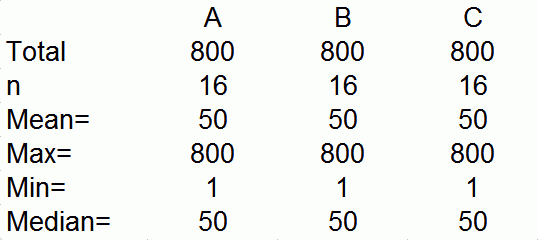 A B C
Total 800 800 800
n 16 16 16
Mean= 50 50 50
Max= 800 800 800
Min= 1 1 1
Median= 50 50 50